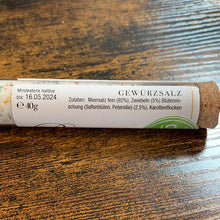 Mindestens haltbar
bis: 16.03.2024
℮ 40g
GEWÜRZSALZ
Zutaten: Meersalz fein (92%), Zwiebeln (5%) Blütenmi-
schung (Saflorblüten, Petersilie) (2,5%), Karottenflocken